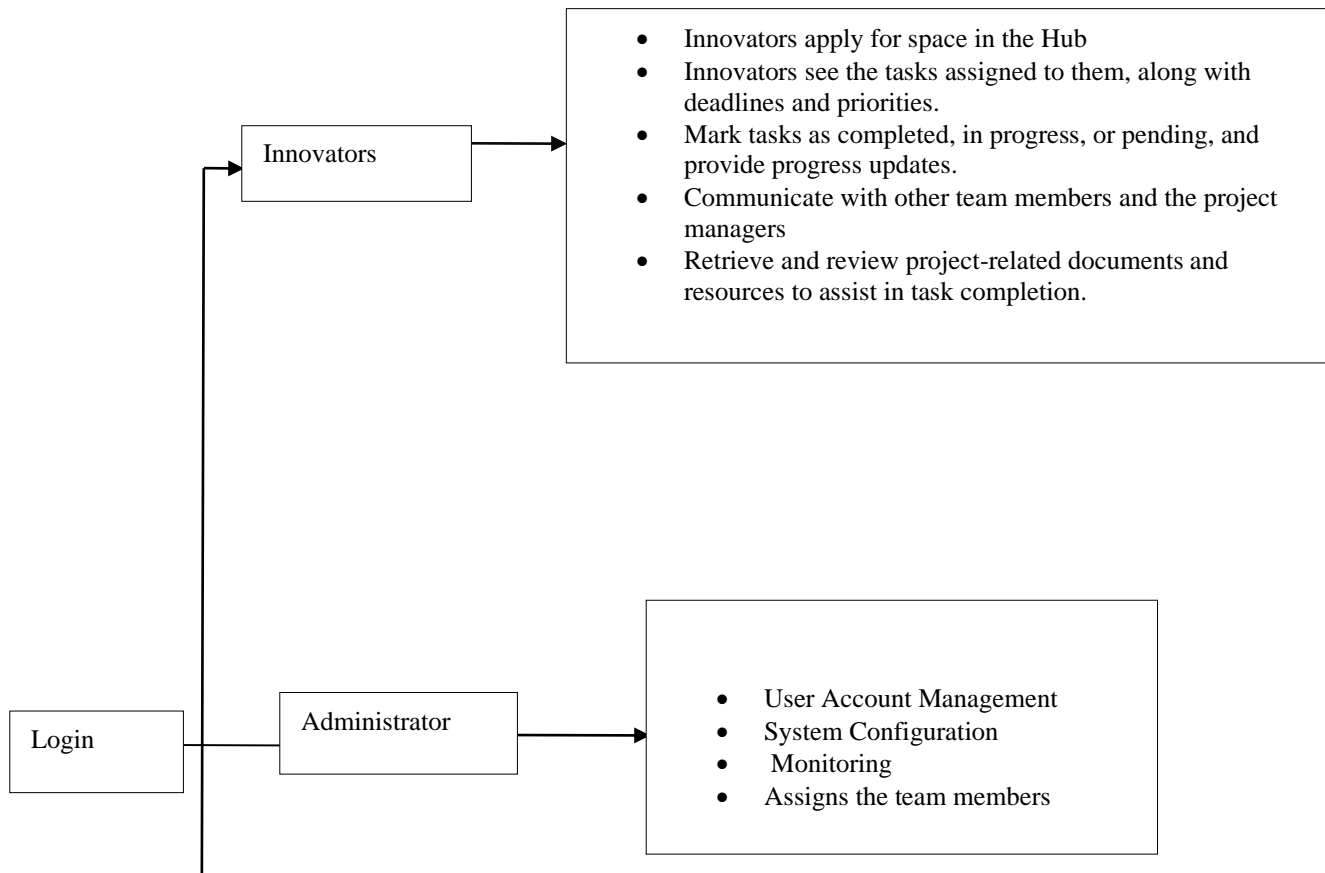 • Innovators apply for space in the Hub
• Innovators see the tasks assigned to them, along with
deadlines and priorities.
• Mark tasks as completed, in progress, or pending, and
provide progress updates.
• Communicate with other team members and the project
managers
• Retrieve and review project-related documents and
resources to assist in task completion.
Innovators
• User Account Management
• System Configuration
• Monitoring
• Assigns the team members
Administrator
Login